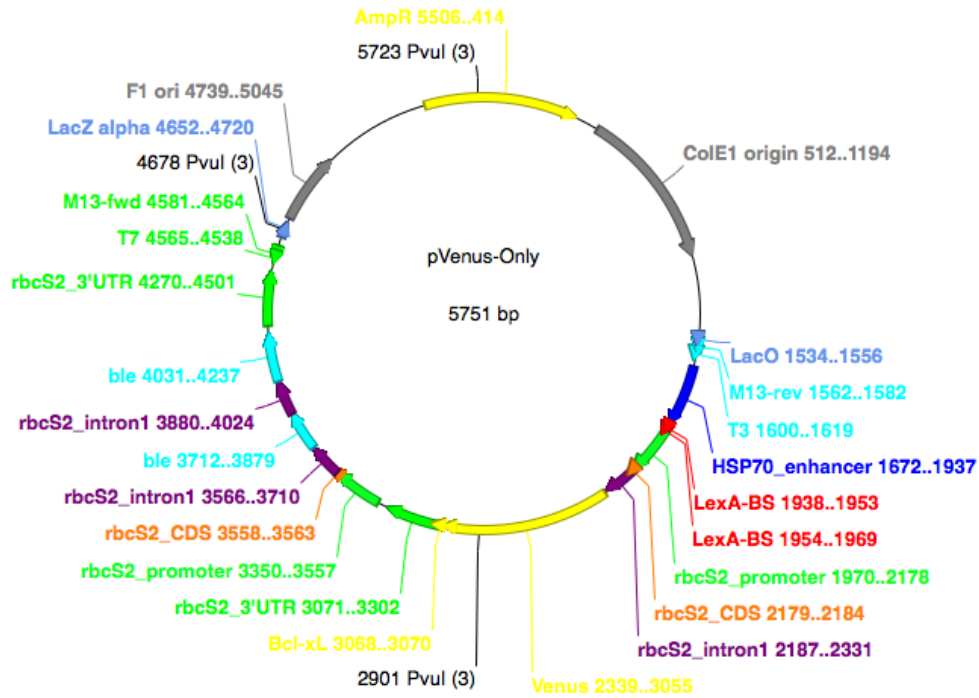 AmpR 5506..414
5723 PvuI (3)
F1 ori 4739..5045
LacZ alpha 4652..4720
4678 PvuI (3)
M13-fwd 4581..4564
T7 4565..4538
rbcS2_3'UTR 4270..4501
ble 4031..4237
rbcS2_intron1 3880..4024
ble 3712..3879
rbcS2_intron1 3566..3710
rbcS2_CDS 3558..3563
rbcS2_promoter 3350..3557
rbcS2_3'UTR 3071..3302
Bcl-xL 3068..3070
2901 PvuI (3)
Venus 2339..3055
pVenus-Only
5751 bp
ColE1 origin 512..1194
LacO 1534..1556
M13-rev 1562..1582
T3 1600..1619
HSP70_enhancer 1672..1937
LexA-BS 1938..1953
LexA-BS 1954..1969
rbcS2_promoter 1970..2178
rbcS2_CDS 2179..2184
rbcS2_intron1 2187..2331